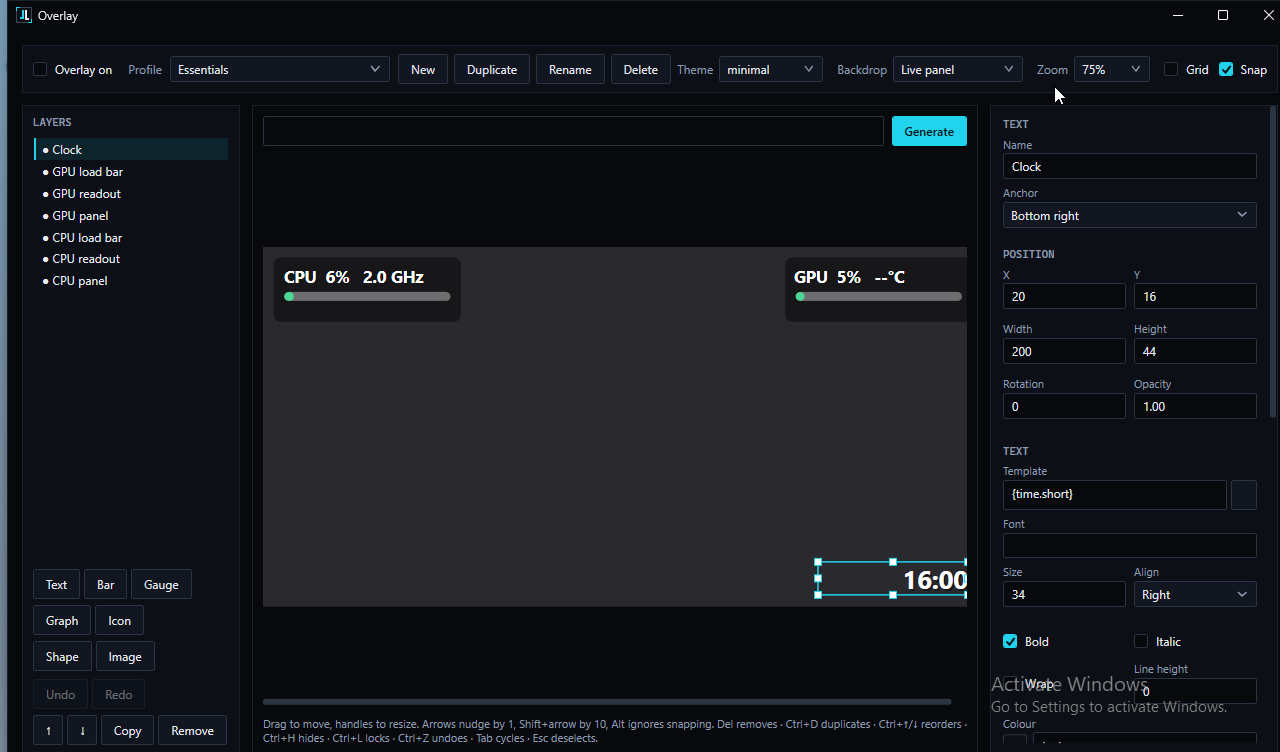 Overlay
Overlay on Profile Essentials New Duplicate Rename Delete Theme minimal Backdrop Live panel Zoom 75% Grid Snap
LAYERS
Clock
GPU load bar
GPU readout
GPU panel
CPU load bar
CPU readout
CPU panel
Text Bar Gauge
Graph Icon
Shape Image
Undo Redo
↑ ↓ Copy Remove
Generate
CPU 6% 2.0 GHz
GPU 5% --°C
16:00
Drag to move, handles to resize. Arrows nudge by 1, Shift+arrow by 10, Alt ignores snapping. Del removes · Ctrl+D duplicates · Ctrl+↑/↓ reorders ·
Ctrl+H hides · Ctrl+L locks · Ctrl+Z undoes · Tab cycles · Esc deselects.
TEXT
Name
Clock
Anchor
Bottom right
POSITION
X Y
20 16
Width Height
200 44
Rotation Opacity
0 1.00
TEXT
Template
{time.short}
Font
Size Align
34 Right
Bold Italic
Line height
Wrap 0
Colour
Activate Windows
Go to Settings to activate Windows.